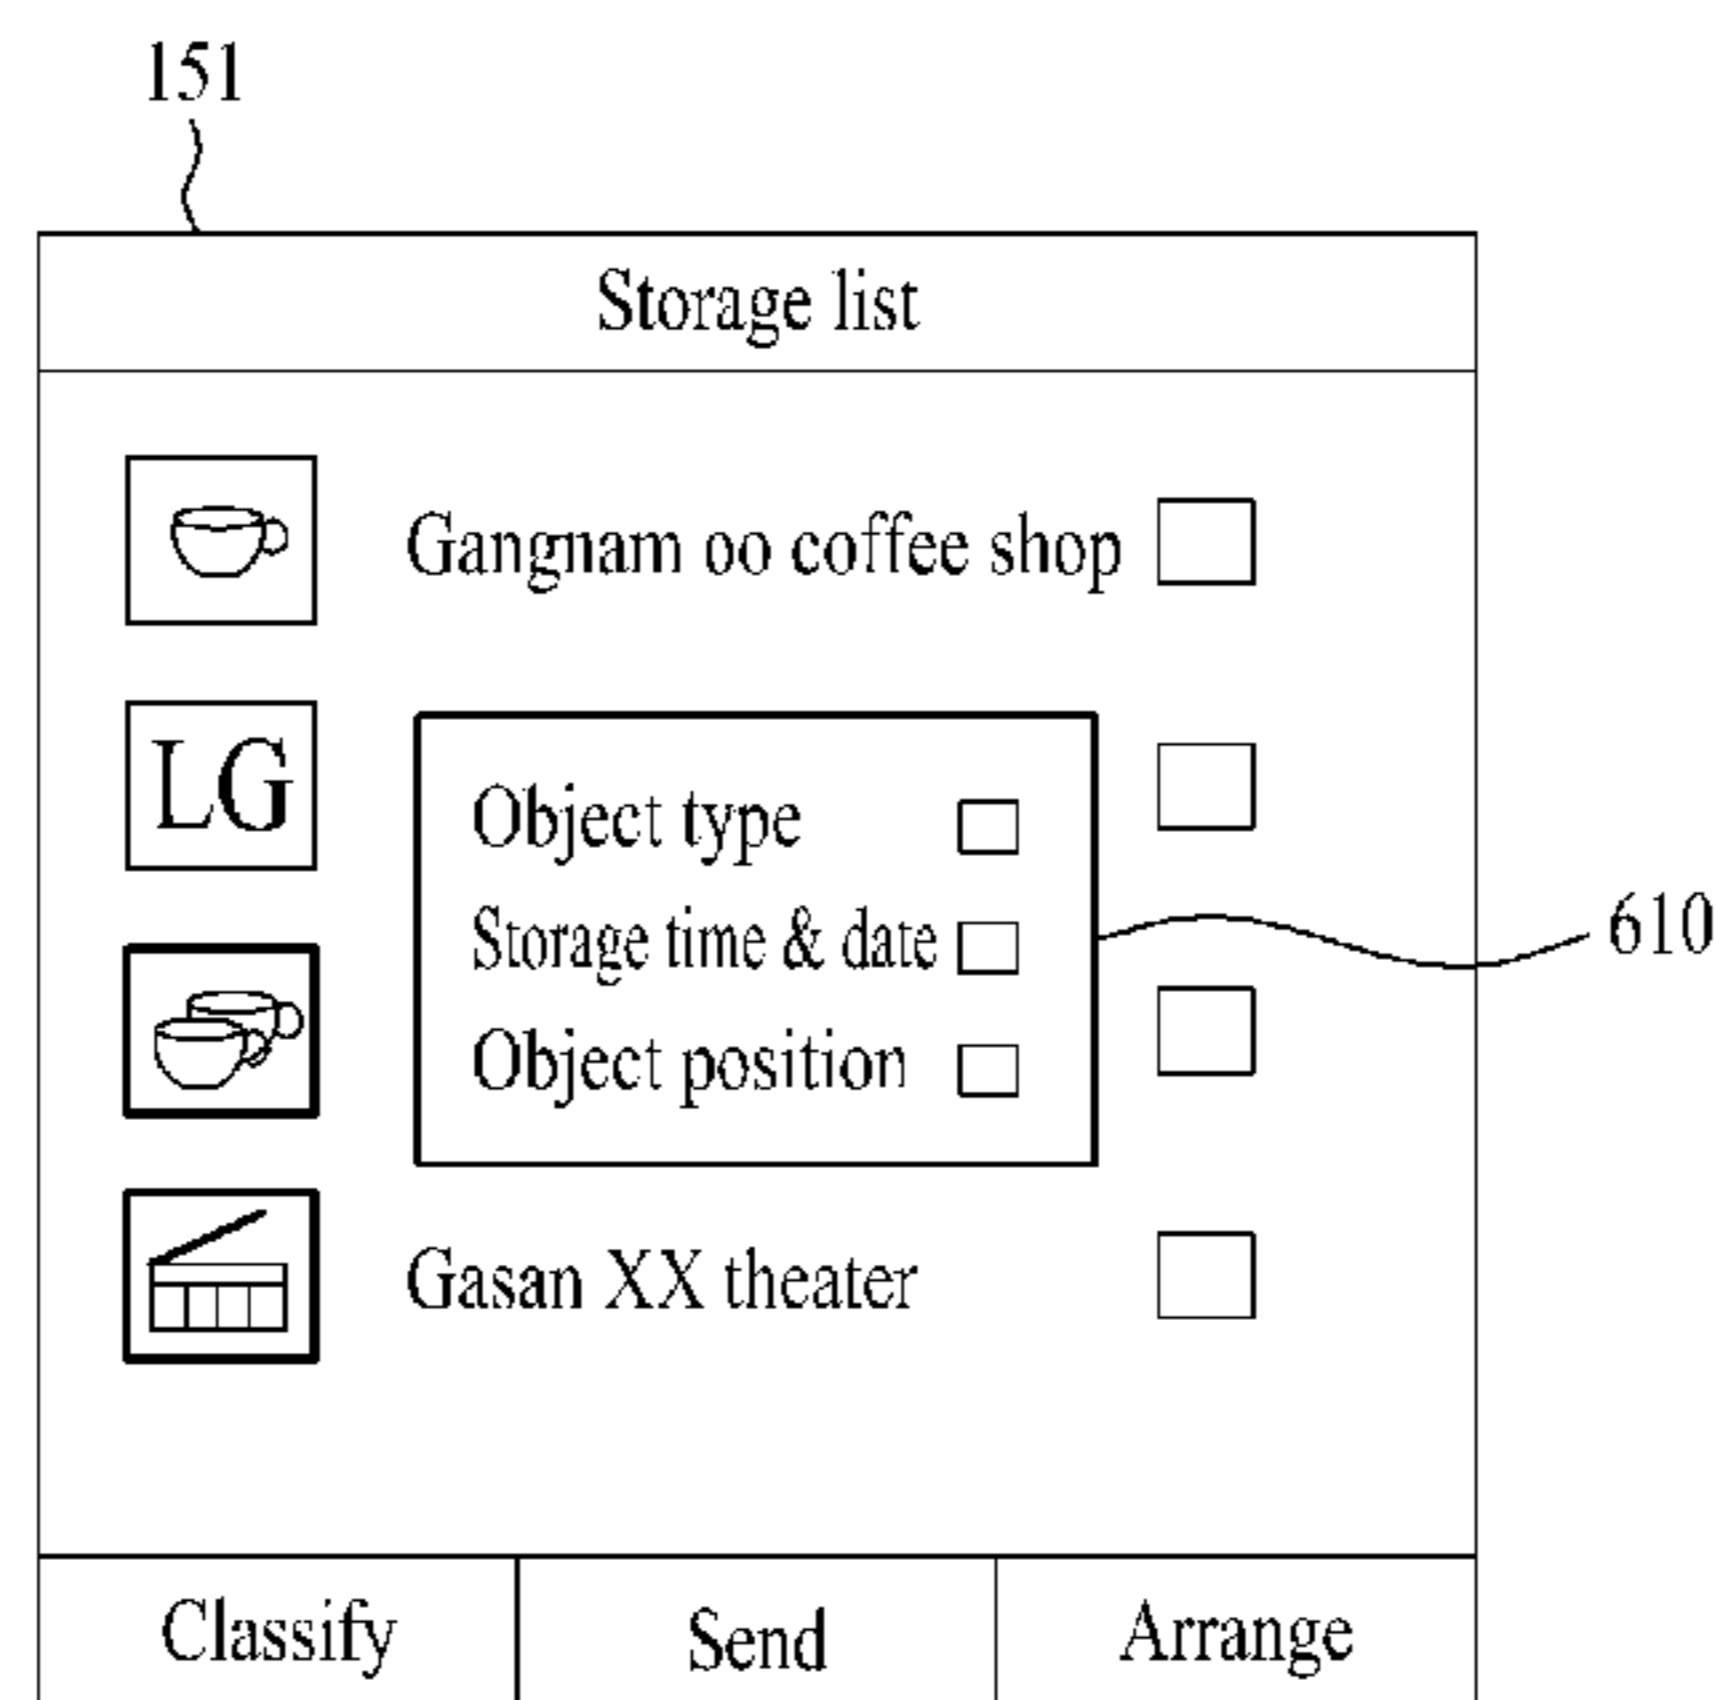 151
Storage list
Gangnam oo coffee shop
LG
Object type
Storage time & date
610
Object position
Gasan XX theater
Classify
Send
Arrange